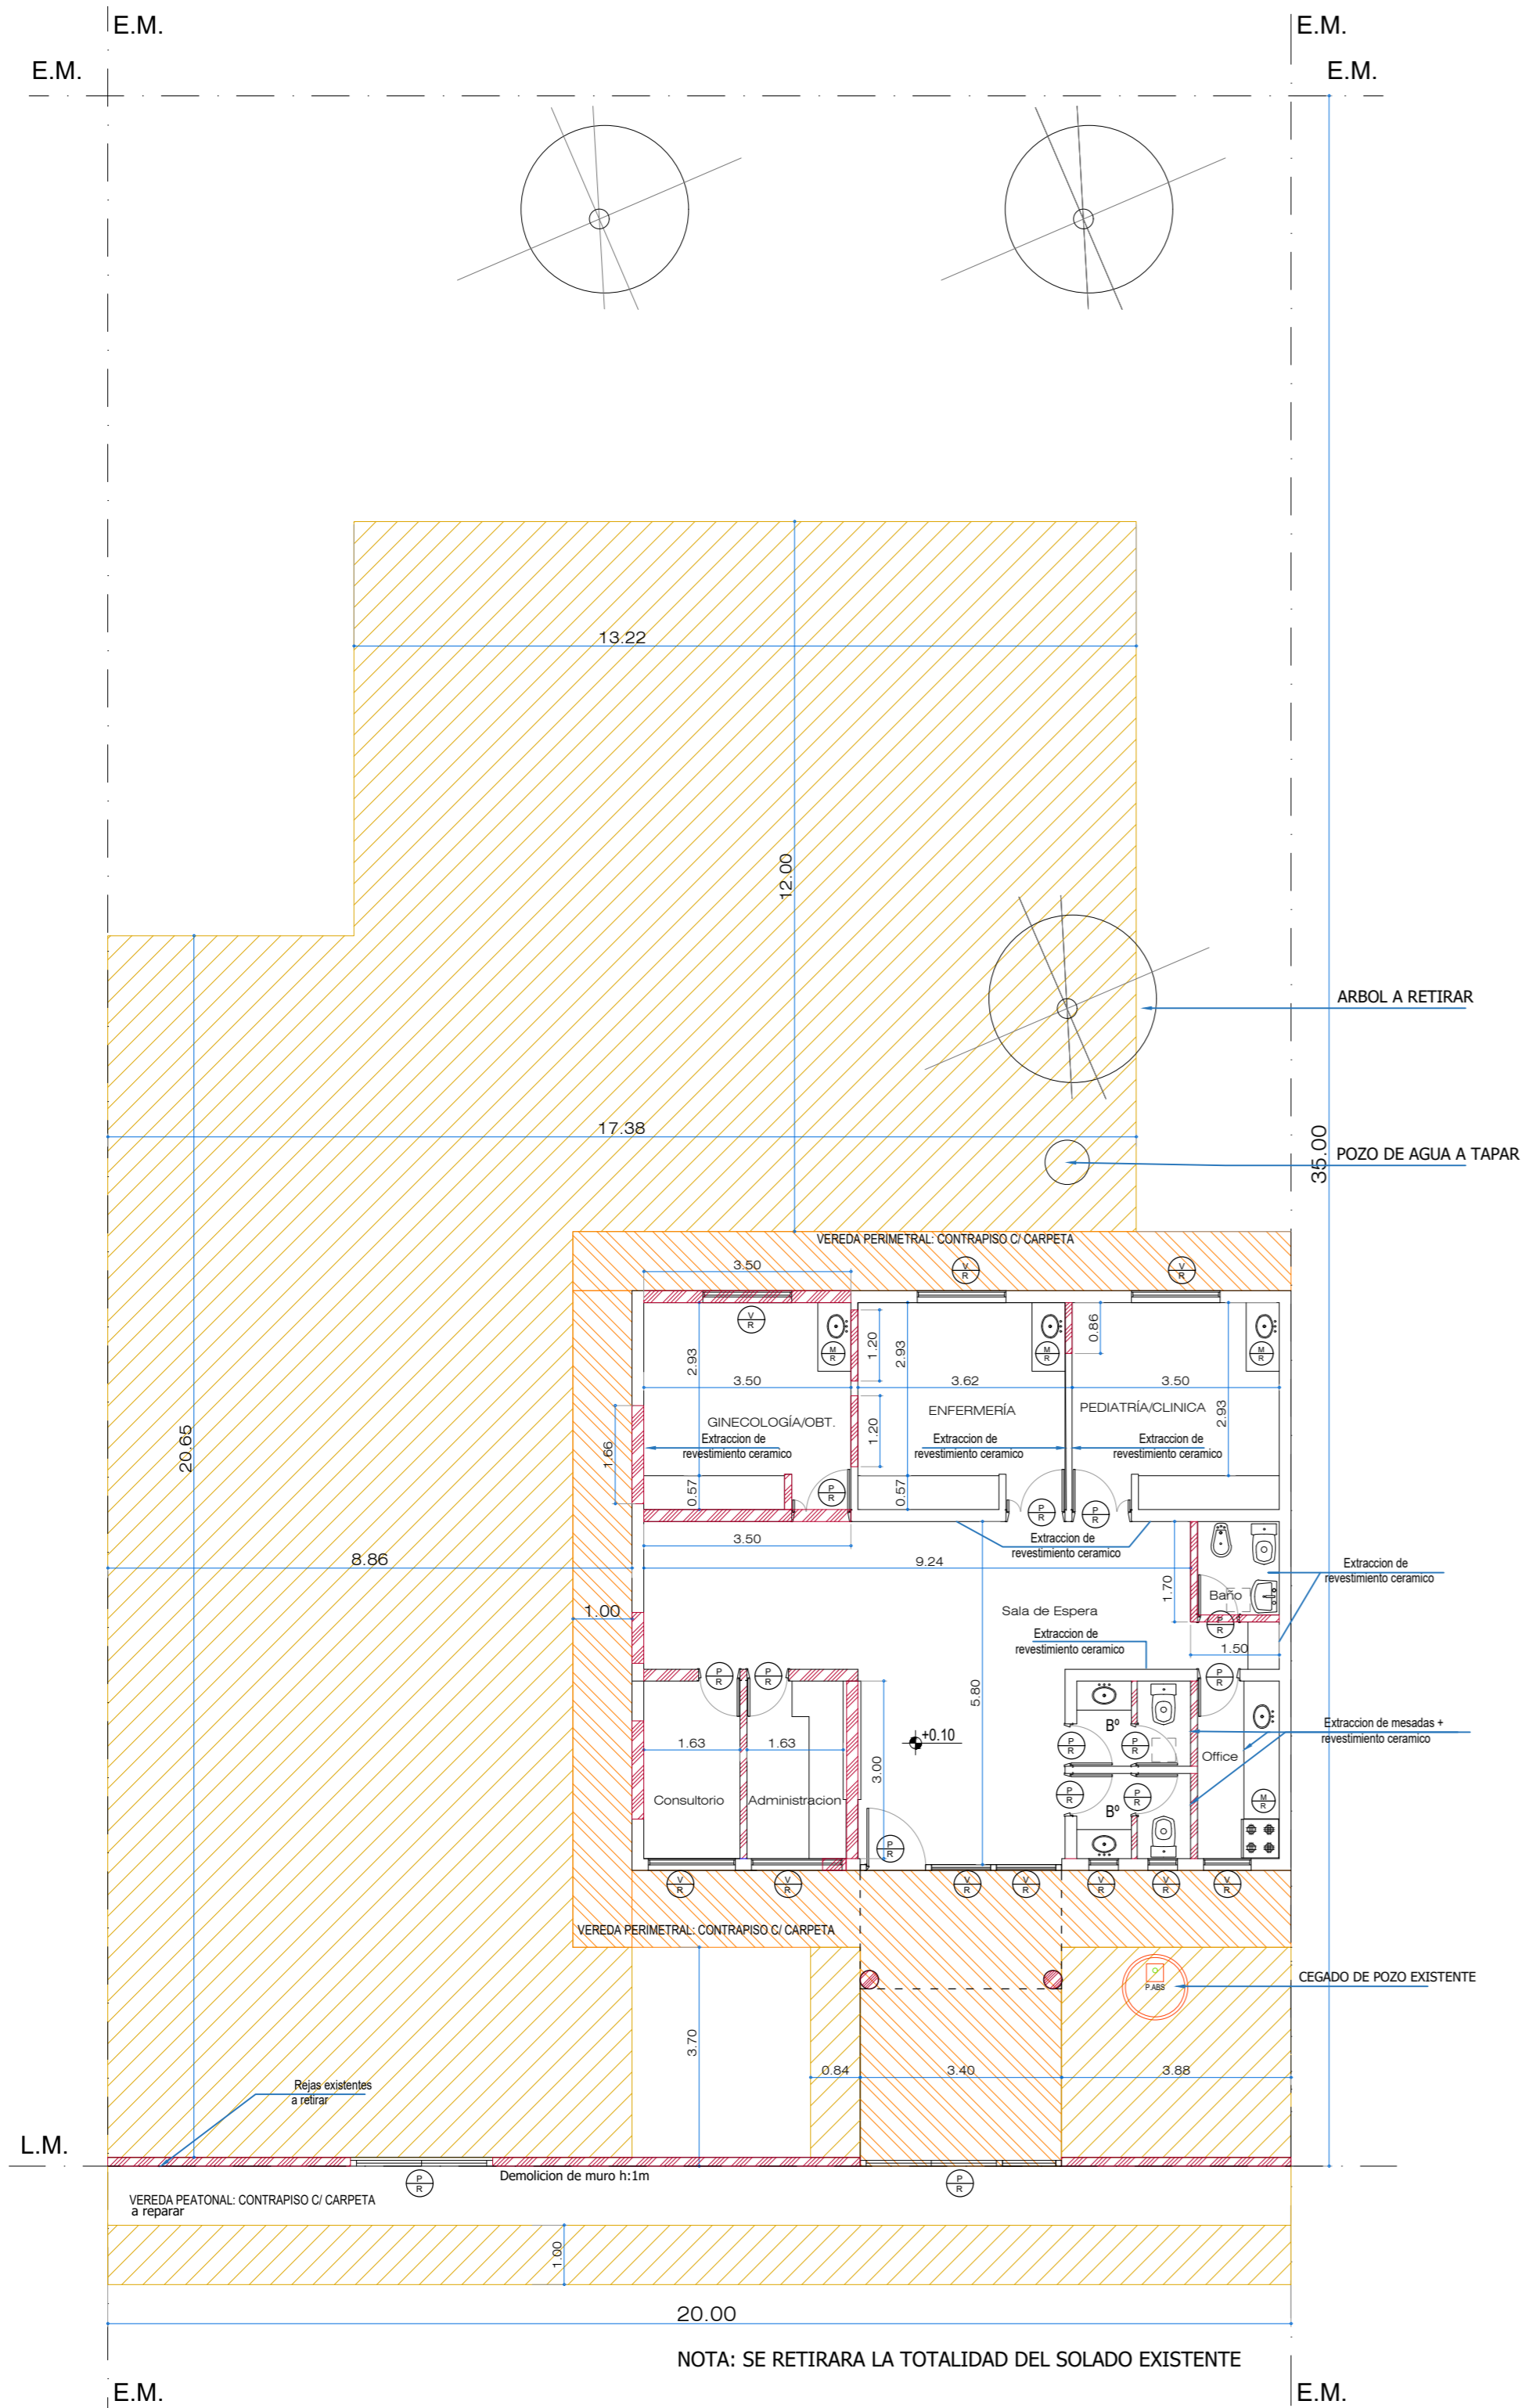 E.M.
E.M.
E.M.
E.M.
13.22
12.00
ARBOL A RETIRAR
17.38
35.00
POZO DE AGUA A TAPAR
VEREDA PERIMETRAL: CONTRAPISO C/ CARPETA
3.50
V
R
V
R
V
R
1.20
0.86
2.93
2.93
M
R
M
R
M
R
3.50
3.62
3.50
GINECOLOGÍA/OBT.
ENFERMERÍA
PEDIATRÍA/CLINICA
2.93
1.20
Extraccion de
revestimiento ceramico
Extraccion de
revestimiento ceramico
Extraccion de
revestimiento ceramico
20.65
1.66
0.57
0.57
P
R
P
R
P
R
3.50
Extraccion de
revestimiento ceramico
8.86
9.24
1.70
Extraccion de
revestimiento ceramico
Baño
1.00
Sala de Espera
P
R
Extraccion de
revestimiento ceramico
1.50
P
R
P
R
P
R
5.80
+0.10
1.63
1.63
3.00
Bº
P
R
P
R
Office
Extraccion de mesadas +
revestimiento ceramico
Consultorio
Administracion
P
R
P
R
M
R
Bº
P
R
V
R
V
R
V
R
V
R
V
R
V
R
V
R
VEREDA PERIMETRAL: CONTRAPISO C/ CARPETA
P.ABS
CEGADO DE POZO EXISTENTE
3.70
0.84
3.40
3.88
Rejas existentes
a retirar
L.M.
Demolicion de muro h:1m
P
R
P
R
VEREDA PEATONAL: CONTRAPISO C/ CARPETA
a reparar
1.00
20.00
NOTA: SE RETIRARA LA TOTALIDAD DEL SOLADO EXISTENTE
E.M.
E.M.